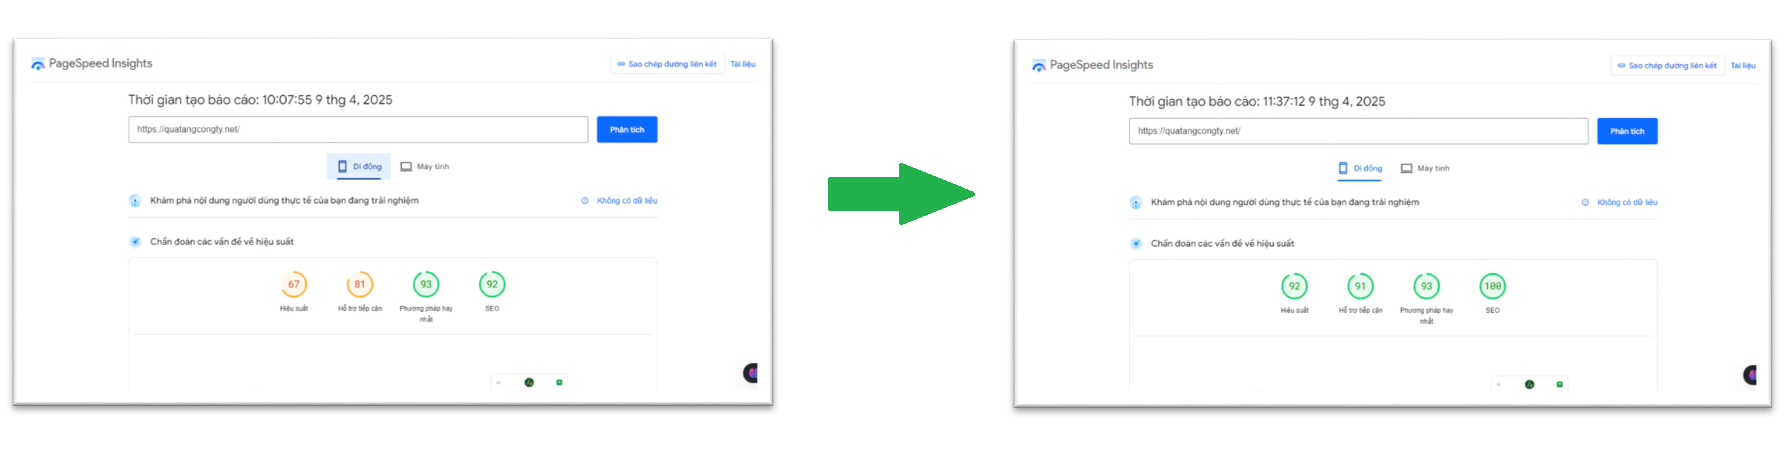 PageSpeed Insights
Sao chép đường liên kết
Tài liệu
Thời gian tạo báo cáo: 10:07:55 9 thg 4, 2025
https://quatangcongty.net/
Phân tích
Di động
Máy tính
Khám phá nội dung người dùng thực tế của bạn đang trải nghiệm
Không có dữ liệu
Chẩn đoán các vấn đề về hiệu suất
67
81
93
92
Hiệu suất
Hỗ trợ tiếp cận
Phương pháp hay
nhất
SEO
PageSpeed Insights
Sao chép đường liên kết
Tài liệu
Thời gian tạo báo cáo: 11:37:12 9 thg 4, 2025
https://quatangcongty.net/
Phân tích
Di động
Máy tính
Khám phá nội dung người dùng thực tế của bạn đang trải nghiệm
Không có dữ liệu
Chẩn đoán các vấn đề về hiệu suất
92
91
93
100
Hiệu suất
Hỗ trợ tiếp cận
Phương pháp hay
nhất
SEO